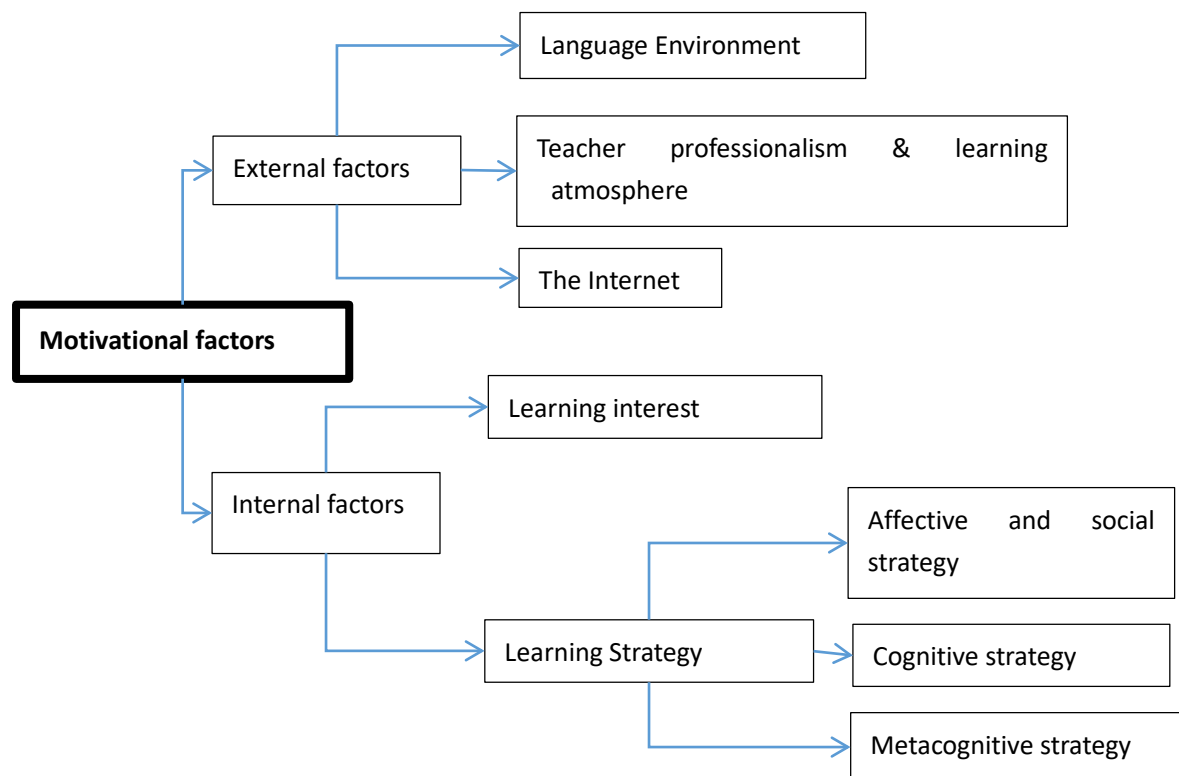 Language Environment
Teacher professionalism & learning
atmosphere
External factors
The Internet
Motivational factors
Learning interest
Internal factors
Affective and social
strategy
Learning Strategy
Cognitive strategy
Metacognitive strategy